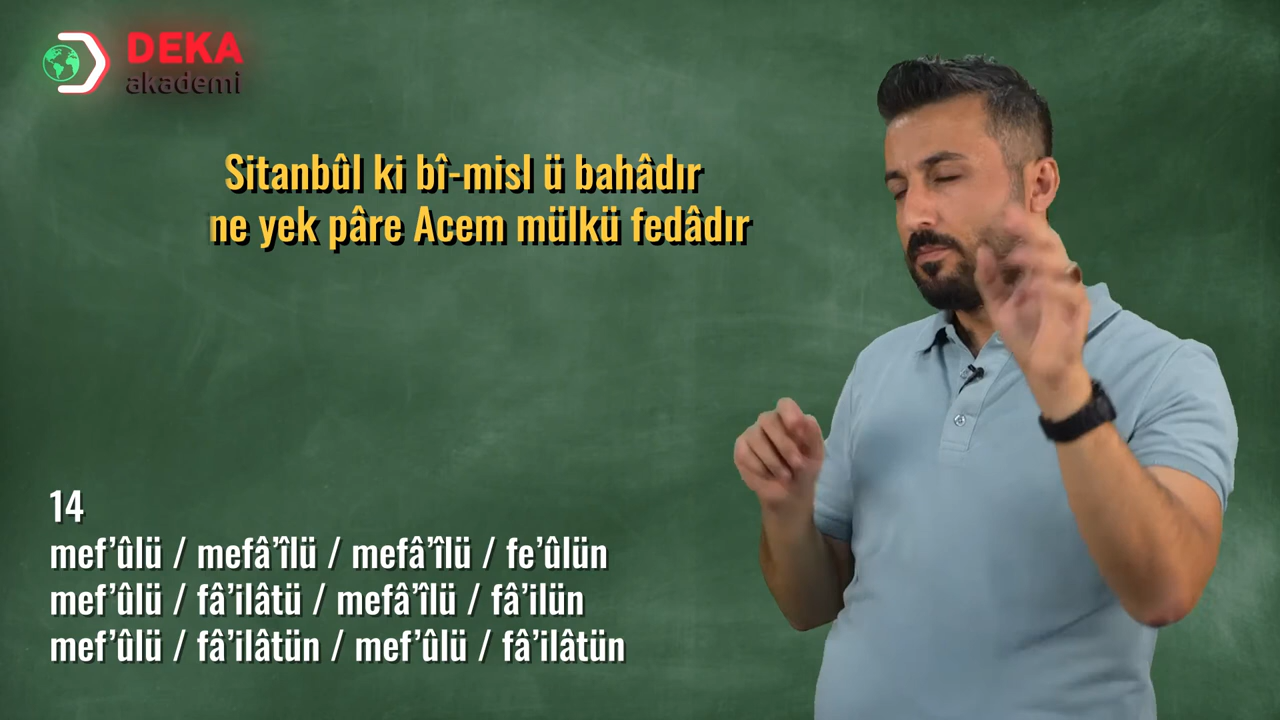 DEKA
akademi
Sitanbûl ki bî-misl ü bahâdır
ne yek pâre Acem mülkü fedâdır
14
mef’ûlü / mefâ’îlü / mefâ’îlü / fe’ûlün
mef’ûlü / fâ’ilâtü / mefâ’îlü / fâ’ilün
mef’ûlü / fâ’ilâtün / mef’ûlü / fâ’ilâtün